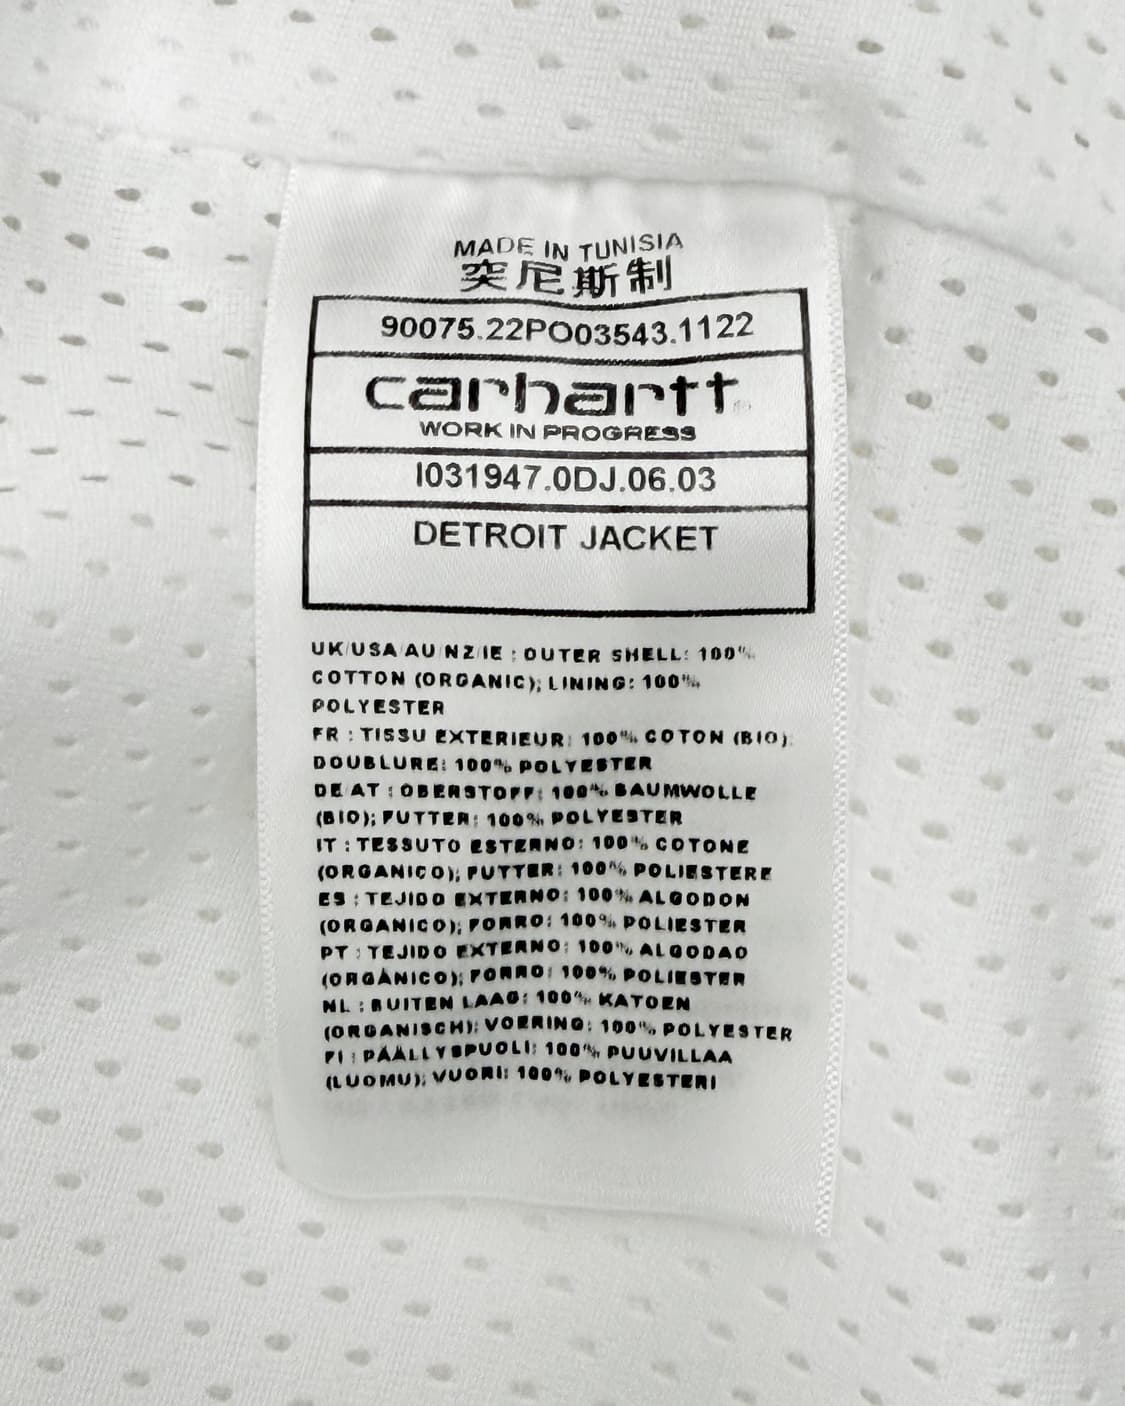 MADE IN TUNISIA
突尼斯制
90075.22PO03543.1122
carhartt
WORK IN PROGRESS
I031947.0DJ.06.03
DETROIT JACKET
UK/USA/AU/NZ/IE : OUTER SHELL: 100%
COTTON (ORGANIC); LINING: 100%
POLYESTER
FR : TISSU EXTERIEUR: 100% COTON (BIO);
DOUBLURE: 100% POLYESTER
DE/AT : OBERSTOFF: 100% BAUMWOLLE
(BIO); FUTTER: 100% POLYESTER
IT : TESSUTO ESTERNO: 100% COTONE
(ORGANICO); FUTTER: 100% POLIESTERE
ES : TEJIDO EXTERNO: 100% ALGODON
(ORGANICO); FORRO: 100% POLIESTER
PT : TEJIDO EXTERNO: 100% ALGODAO
(ORGÂNICO); FORRO: 100% POLIESTER
NL : BUITEN LAAG: 100% KATOEN
(ORGANISCH); VOERING: 100% POLYESTER
FI : PÄÄLLYSPUOLI: 100% PUUVILLAA
(LUOMU); VUORI: 100% POLYESTERI